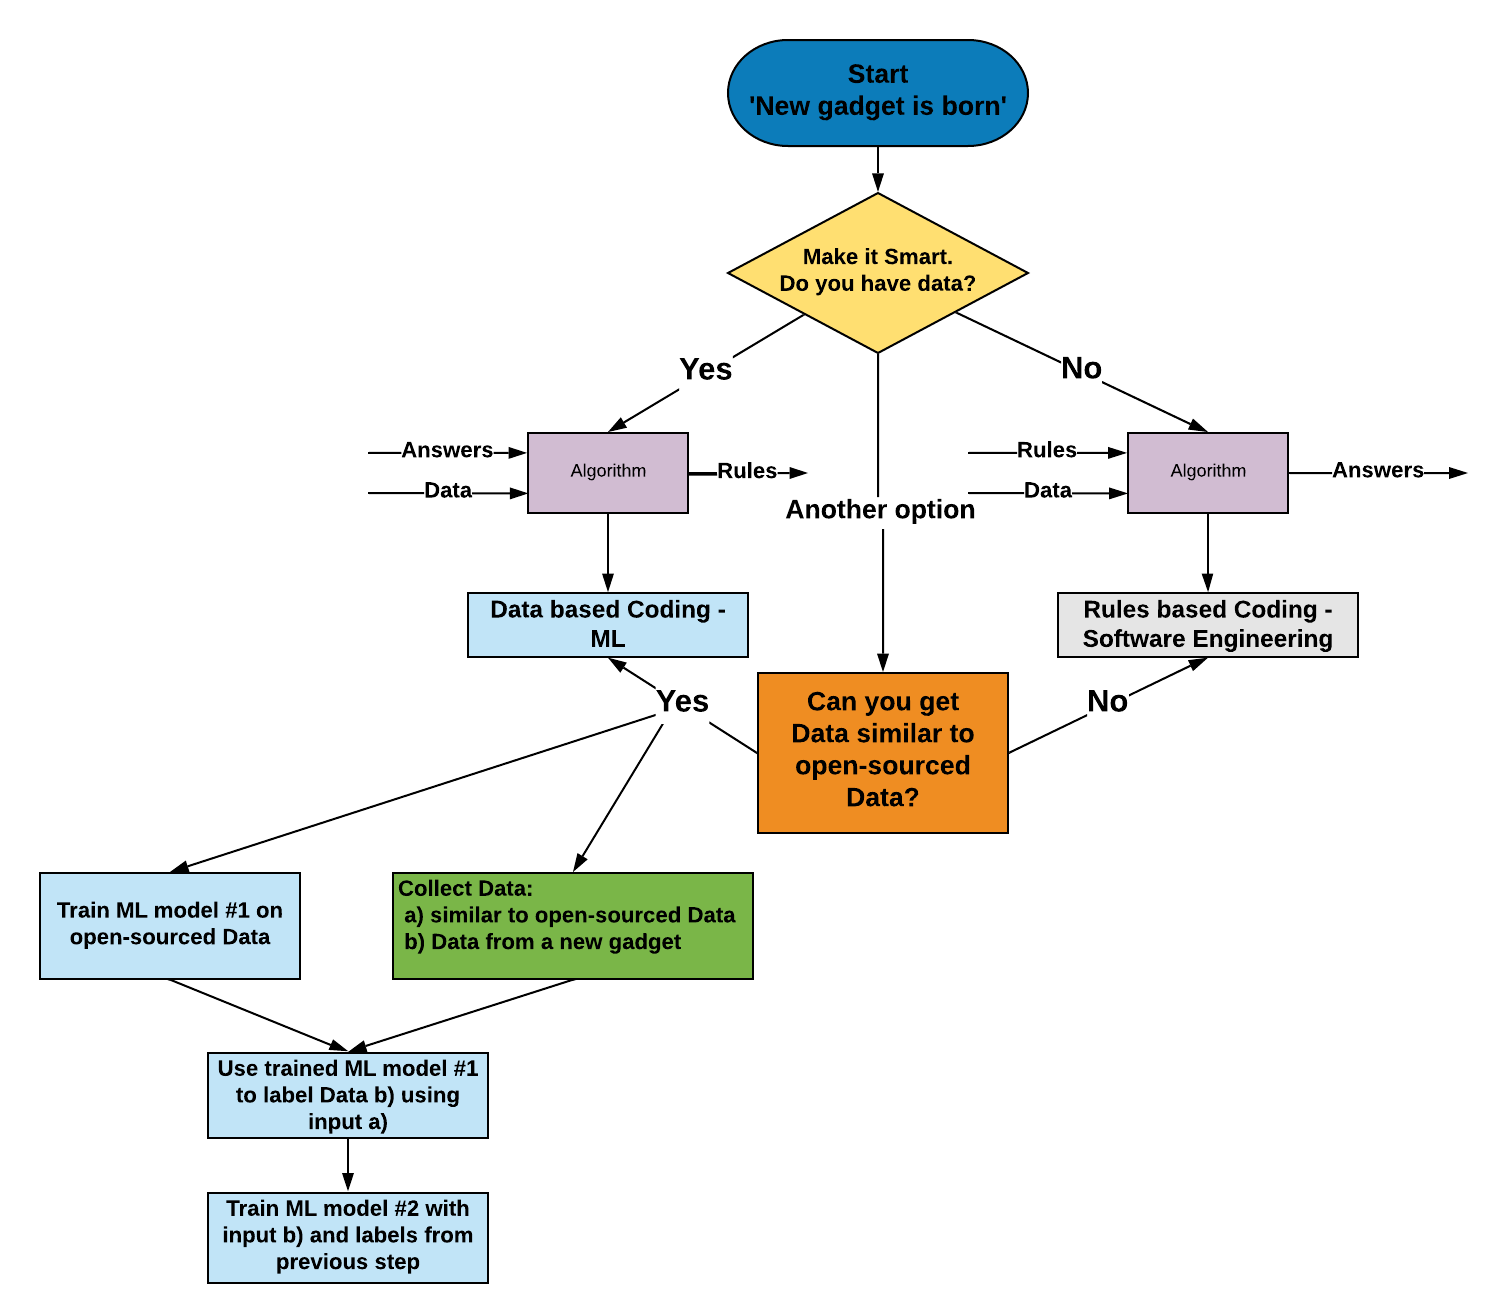 Start
'New gadget is born'
Make it Smart.
Do you have data?
Yes
No
Answers
Data
Algorithm
Rules
Another option
Rules
Data
Algorithm
Answers
Data based Coding -
ML
Rules based Coding -
Software Engineering
Yes
Can you get
Data similar to
open-sourced
Data?
No
Train ML model #1 on
open-sourced Data
Collect Data:
a) similar to open-sourced Data
b) Data from a new gadget
Use trained ML model #1
to label Data b) using
input a)
Train ML model #2 with
input b) and labels from
previous step